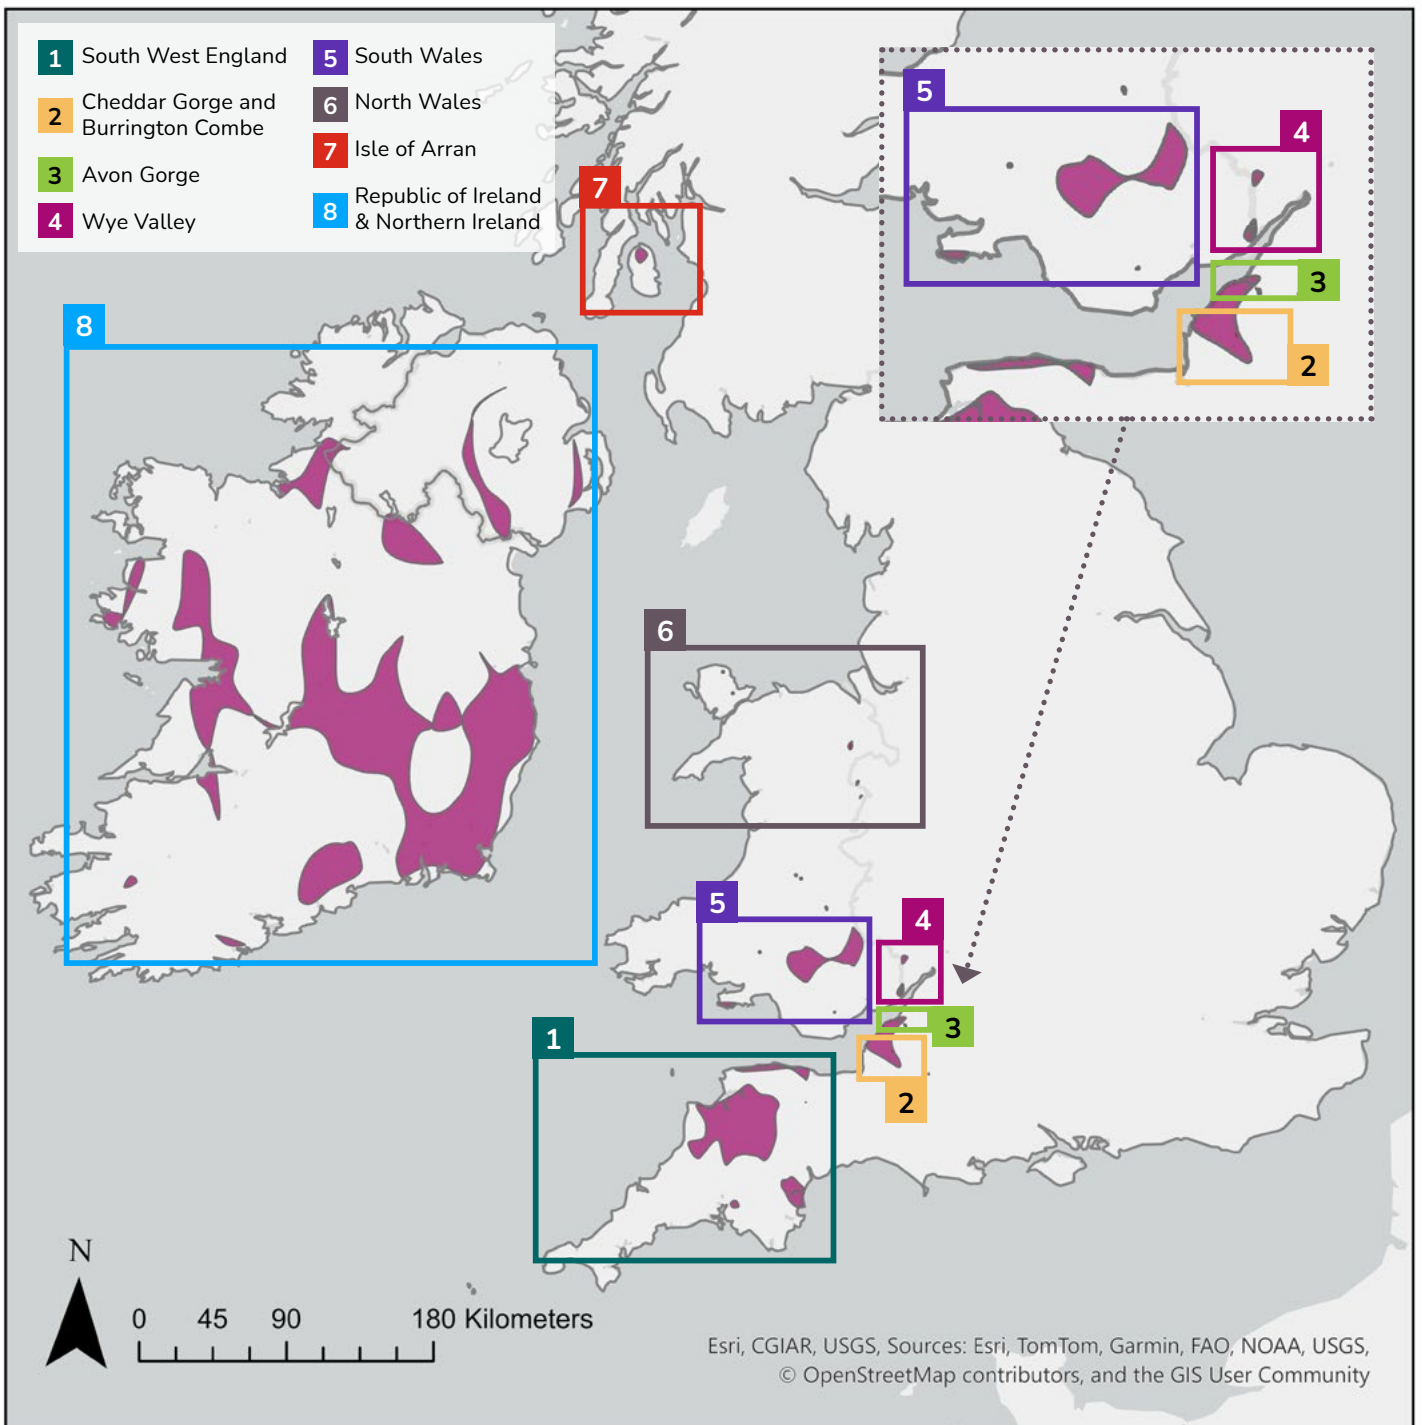 1 South West England
2 Cheddar Gorge and
Burrington Combe
3 Avon Gorge
4 Wye Valley
5 South Wales
6 North Wales
7 Isle of Arran
8 Republic of Ireland
& Northern Ireland
5
4
3
2
7
8
6
5
4
3
2
1
N
0 45 90 180 Kilometers
Esri, CGIAR, USGS, Sources: Esri, TomTom, Garmin, FAO, NOAA, USGS,
© OpenStreetMap contributors, and the GIS User Community